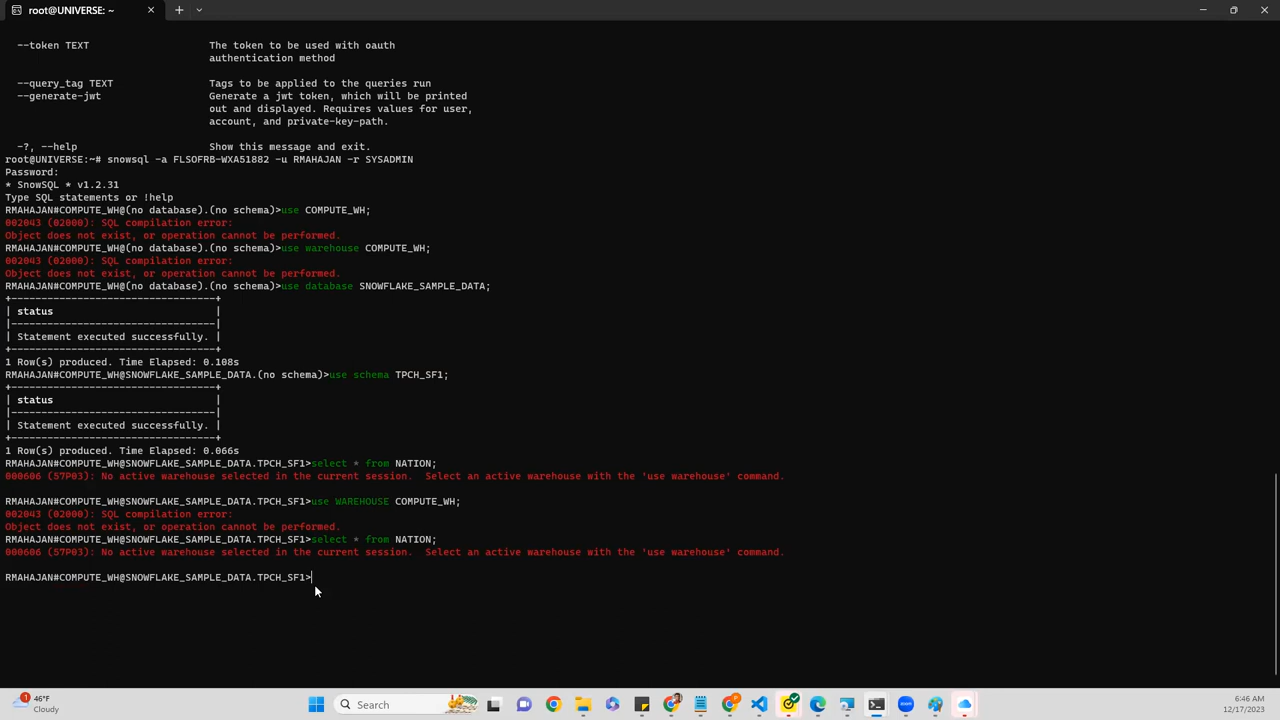 root@UNIVERSE: ~
--token TEXT The token to be used with oauth
authentication method
--query_tag TEXT Tags to be applied to the queries run
--generate-jwt Generate a jwt token, which will be printed
out and displayed. Requires values for user,
account, and private-key-path.
-?, --help Show this message and exit.
root@UNIVERSE:~# snowsql -a FLSOFRB-WXA51882 -u RMAHAJAN -r SYSADMIN
Password:
* SnowSQL * v1.2.31
Type SQL statements or !help
RMAHAJAN#COMPUTE_WH@(no database).(no schema)>use COMPUTE_WH;
002043 (02000): SQL compilation error:
Object does not exist, or operation cannot be performed.
RMAHAJAN#COMPUTE_WH@(no database).(no schema)>use warehouse COMPUTE_WH;
002043 (02000): SQL compilation error:
Object does not exist, or operation cannot be performed.
RMAHAJAN#COMPUTE_WH@(no database).(no schema)>use database SNOWFLAKE_SAMPLE_DATA;
+----------------------------------+
| status |
|----------------------------------|
| Statement executed successfully. |
+----------------------------------+
1 Row(s) produced. Time Elapsed: 0.108s
RMAHAJAN#COMPUTE_WH@SNOWFLAKE_SAMPLE_DATA.(no schema)>use schema TPCH_SF1;
+----------------------------------+
| status |
|----------------------------------|
| Statement executed successfully. |
+----------------------------------+
1 Row(s) produced. Time Elapsed: 0.066s
RMAHAJAN#COMPUTE_WH@SNOWFLAKE_SAMPLE_DATA.TPCH_SF1>select * from NATION;
000606 (57P03): No active warehouse selected in the current session.  Select an active warehouse with the 'use warehouse' command.
RMAHAJAN#COMPUTE_WH@SNOWFLAKE_SAMPLE_DATA.TPCH_SF1>use WAREHOUSE COMPUTE_WH;
002043 (02000): SQL compilation error:
Object does not exist, or operation cannot be performed.
RMAHAJAN#COMPUTE_WH@SNOWFLAKE_SAMPLE_DATA.TPCH_SF1>select * from NATION;
000606 (57P03): No active warehouse selected in the current session.  Select an active warehouse with the 'use warehouse' command.
RMAHAJAN#COMPUTE_WH@SNOWFLAKE_SAMPLE_DATA.TPCH_SF1>
1
46°F
Cloudy
Search
6:46 AM
12/17/2023